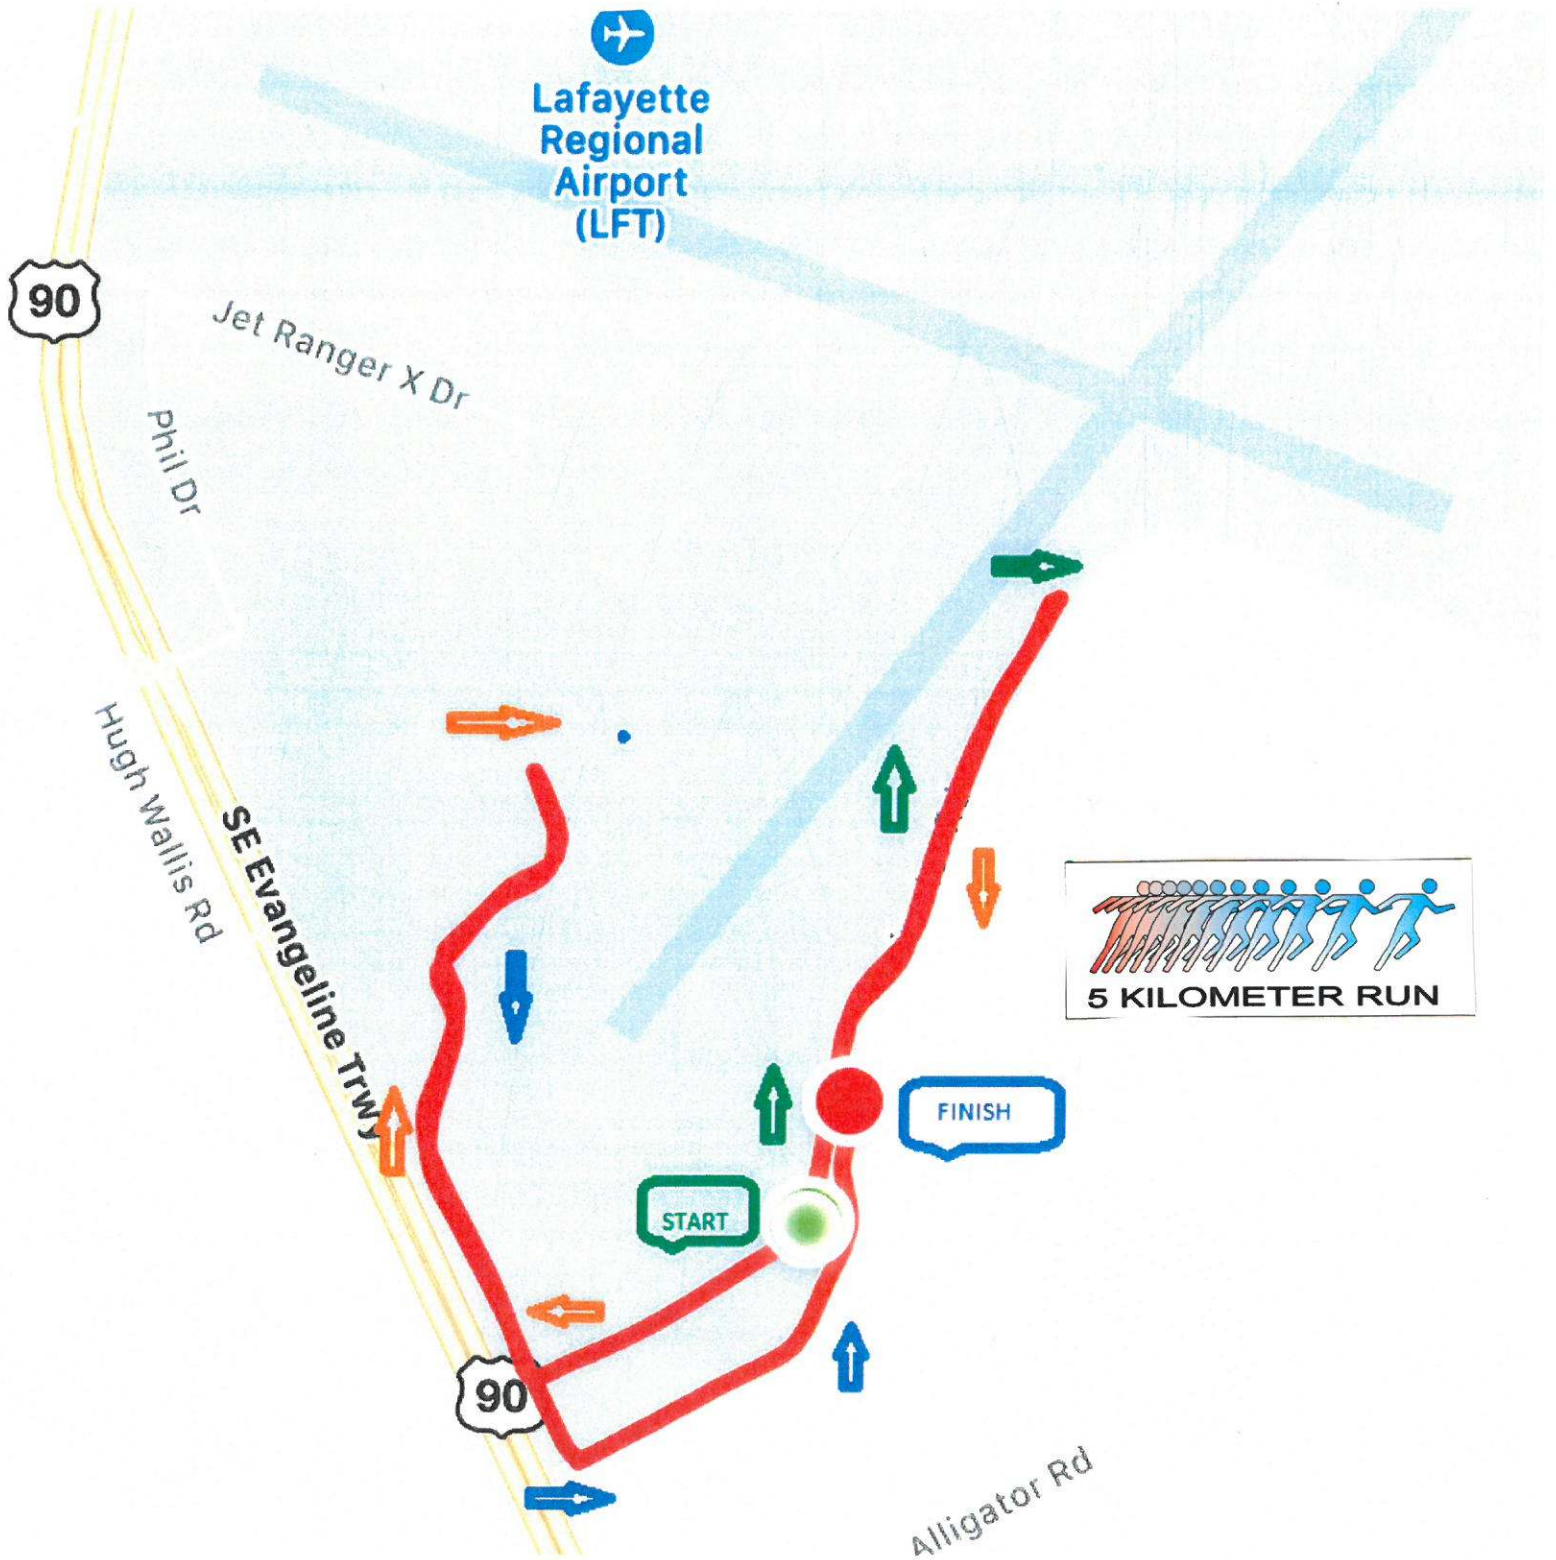 Lafayette
Regional
Airport
(LFT)
90
Jet Ranger X Dr
Phil Dr
Hugh Wallis Rd
SE Evangeline Trwy
5 KILOMETER RUN
FINISH
START
90
Alligator Rd